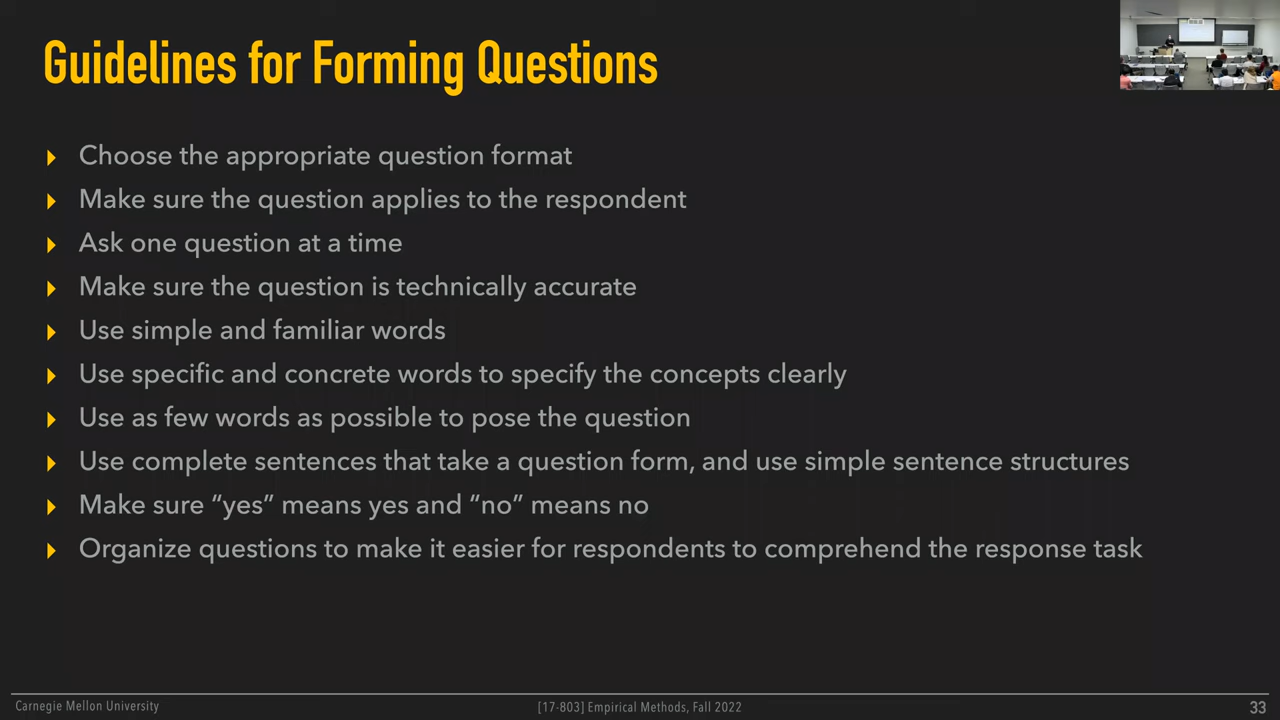 Guidelines for Forming Questions
Choose the appropriate question format
Make sure the question applies to the respondent
Ask one question at a time
Make sure the question is technically accurate
Use simple and familiar words
Use specific and concrete words to specify the concepts clearly
Use as few words as possible to pose the question
Use complete sentences that take a question form, and use simple sentence structures
Make sure “yes” means yes and “no” means no
Organize questions to make it easier for respondents to comprehend the response task
Carnegie Mellon University
[17-803] Empirical Methods, Fall 2022
33